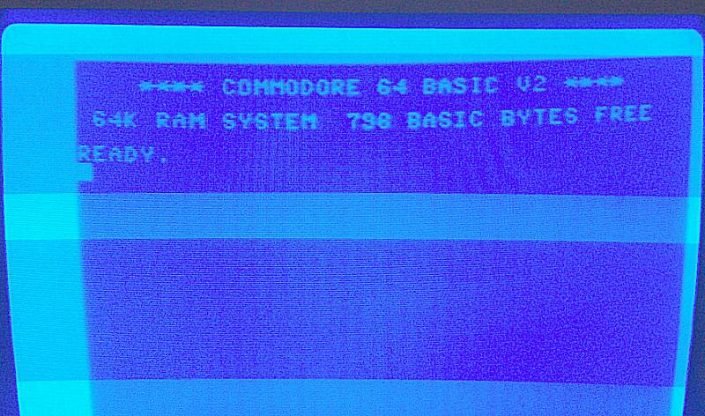 **** COMMODORE 64 BASIC V2 ****
64K RAM SYSTEM 798 BASIC BYTES FREE
READY.